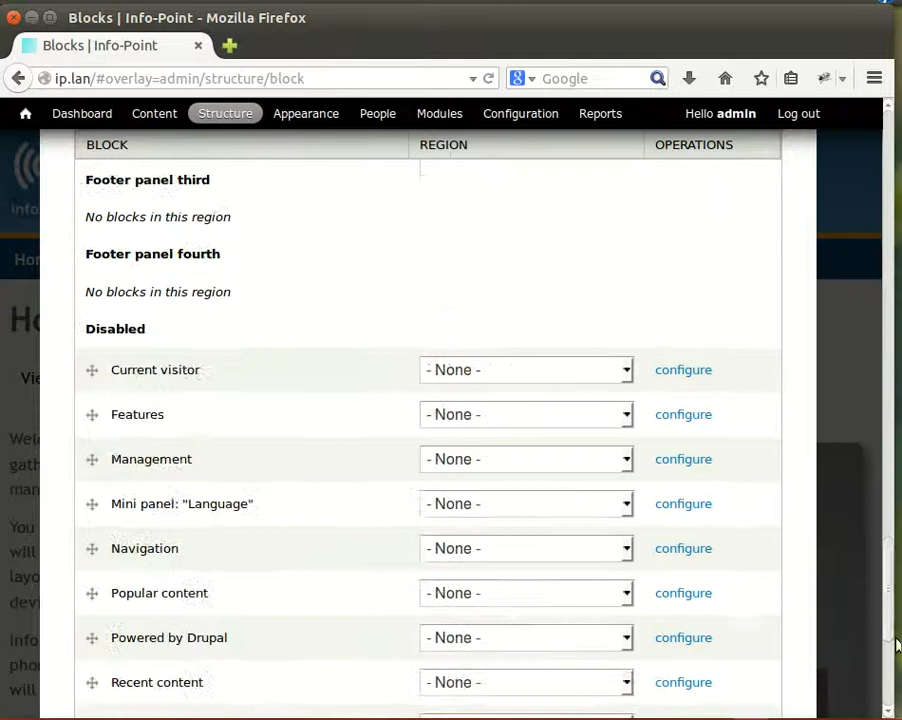 Blocks | Info-Point - Mozilla Firefox
Blocks | Info-Point
ip.lan/#overlay=admin/structure/block
Google
Dashboard Content Structure Appearance People Modules Configuration Reports Hello admin Log out
BLOCK REGION OPERATIONS
Footer panel third
No blocks in this region
Footer panel fourth
No blocks in this region
Disabled
Current visitor - None - configure
Features - None - configure
Management - None - configure
Mini panel: "Language" - None - configure
Navigation - None - configure
Popular content - None - configure
Powered by Drupal - None - configure
Recent content - None - configure